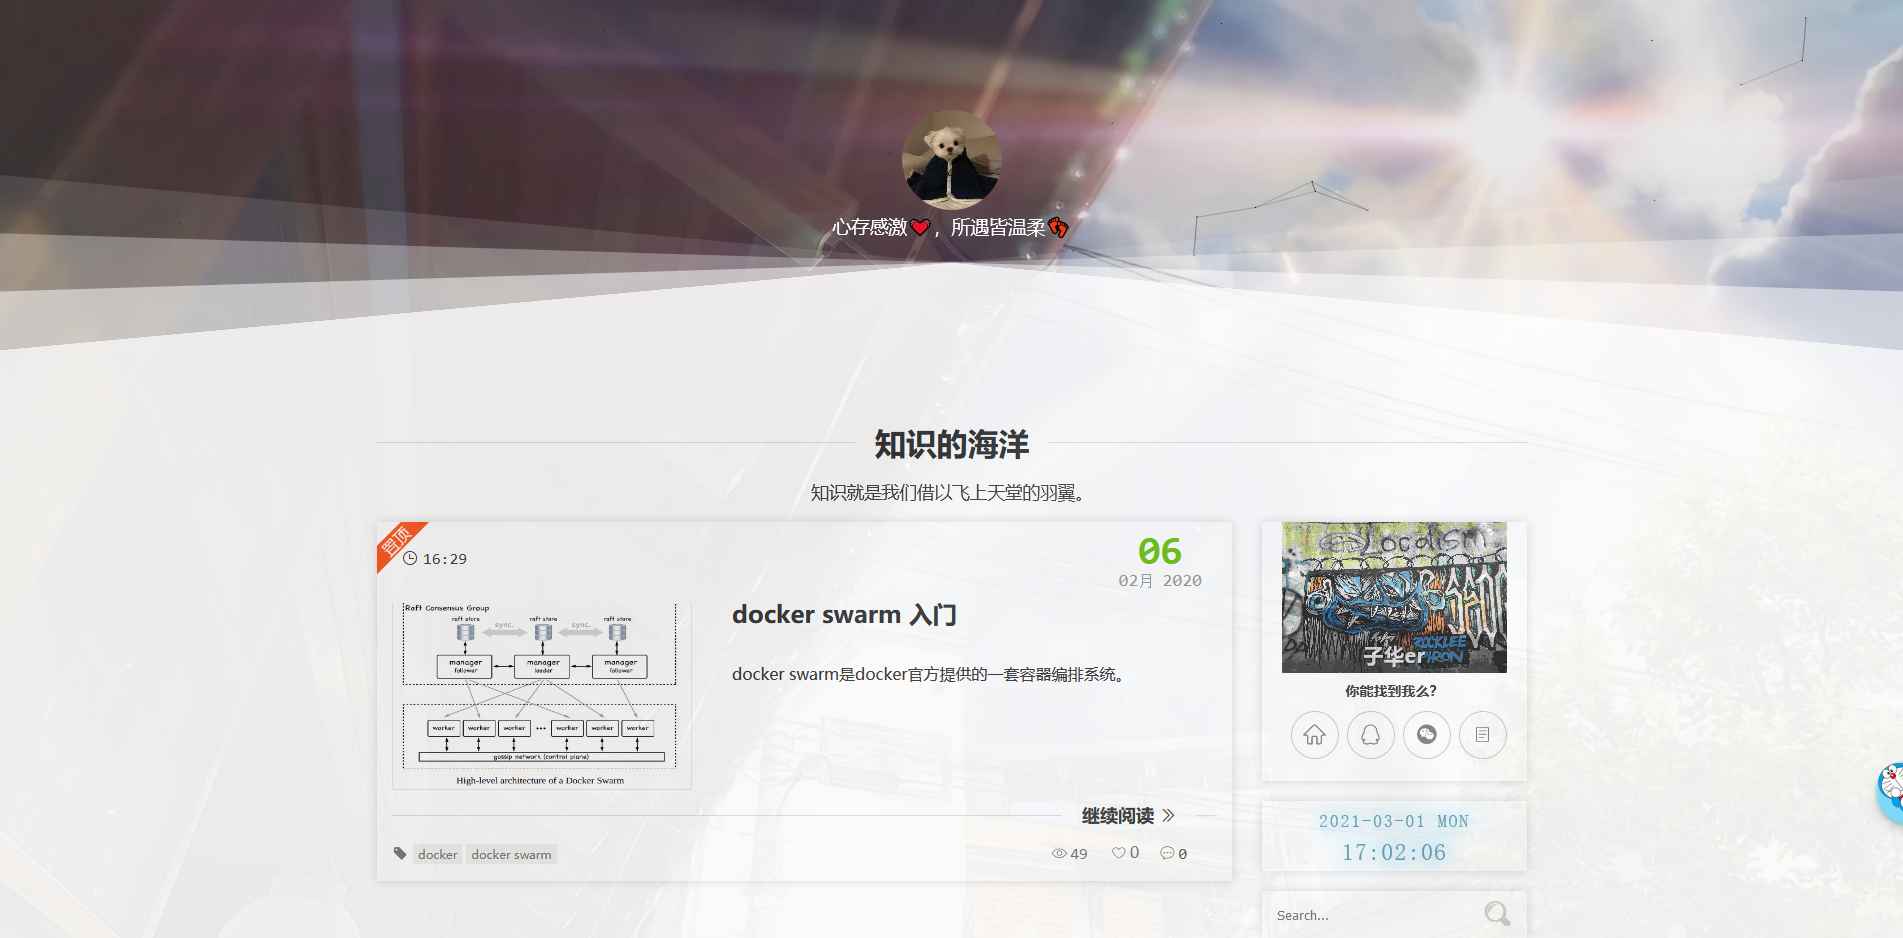 心存感激❤，所遇皆温柔👣
知识的海洋
知识就是我们借以飞上天堂的羽翼。
置顶
16:29
06
02月 2020
docker swarm 入门
docker swarm是docker官方提供的一套容器编排系统。
Raft Consensus Group
raft store
raft store
raft store
sync.
sync.
manager
follower
manager
leader
manager
follower
worker
worker
worker
worker
worker
worker
gossip network (control plane)
High-level architecture of a Docker Swarm
继续阅读
docker
docker swarm
49
0
0
Localism
子华er
ROCKLEE
你能找到我么?
2021-03-01 MON
17:02:06
Search...